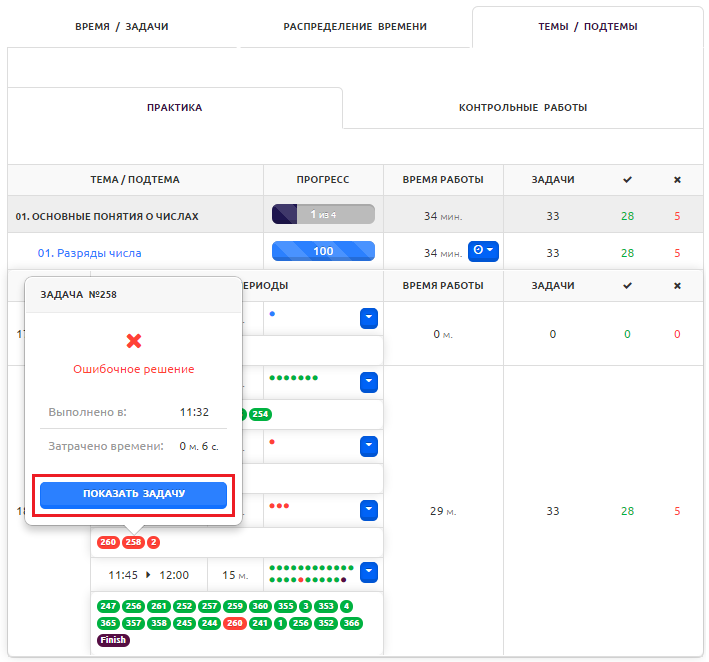 ВРЕМЯ / ЗАДАЧИ РАСПРЕДЕЛЕНИЕ ВРЕМЕНИ ТЕМЫ / ПОДТЕМЫ
ПРАКТИКА КОНТРОЛЬНЫЕ РАБОТЫ
ТЕМА / ПОДТЕМА ПРОГРЕСС ВРЕМЯ РАБОТЫ ЗАДАЧИ ✓ ×
01. ОСНОВНЫЕ ПОНЯТИЯ О ЧИСЛАХ 1 из 4 34 мин. 33 28 5
01. Разряды числа 100 34 мин. 33 28 5
ЕРИОДЫ ВРЕМЯ РАБОТЫ ЗАДАЧИ ✓ ×
ЗАДАЧА №258
17 0 м. 0 0 0
Ошибочное решение
Выполнено в: 11:32
254
Затрачено времени: 0 м. 6 с.
ПОКАЗАТЬ ЗАДАЧУ
18 29 м. 33 28 5
260 258 2
11:45 12:00 15 м.
247 256 261 252 257 259 360 355 3 353 4
365 357 358 245 244 260 241 1 256 352 366
Finish